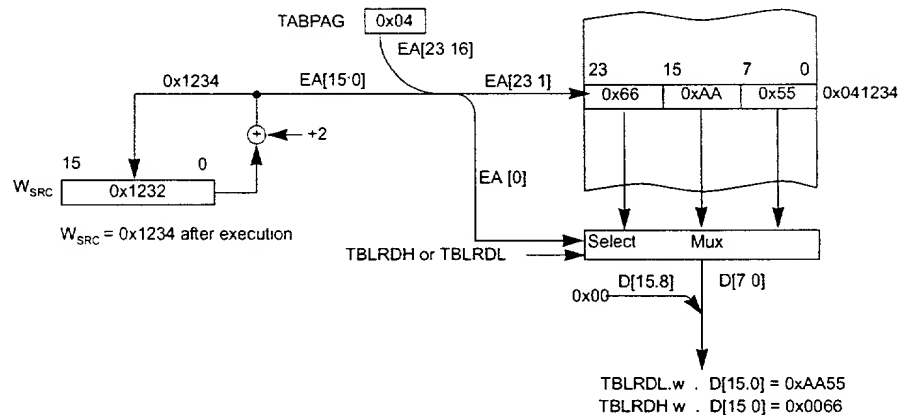 TABPAG 0x04
EA[23 16]
0x1234 EA[15:0] EA[23 1]
23 15 7 0
0x66 0xAA 0x55 0x041234
+ +2
15 0
W_SRC 0x1232
EA [0]
W_SRC = 0x1234 after execution
Select Mux
TBLRDH or TBLRDL
D[15.8] D[7 0]
0x00
TBLRDL.w . D[15.0] = 0xAA55
TBLRDH w . D[15 0] = 0x0066